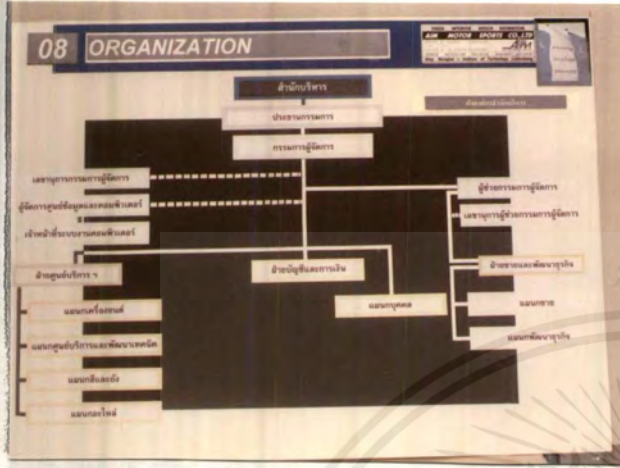 08 ORGANIZATION
AIM MOTOR SPORTS CO.,LTD
AIM
สำนักบริหาร
ประธานกรรมการ
กรรมการผู้จัดการ
เลขานุการกรรมการผู้จัดการ
ผู้จัดการศูนย์ข้อมูลและคอมพิวเตอร์
เจ้าหน้าที่ระบบงานคอมพิวเตอร์
ผู้ช่วยกรรมการผู้จัดการ
เลขานุการผู้ช่วยกรรมการผู้จัดการ
ฝ่ายศูนย์บริการ ฯ
ฝ่ายบัญชีและการเงิน
ฝ่ายขายและพัฒนาธุรกิจ
แผนกเครื่องยนต์
แผนกบุคคล
แผนกขาย
แผนกศูนย์บริการและพัฒนาเทคนิค
แผนกพัฒนาธุรกิจ
แผนกสีและถัง
แผนกอะไหล่